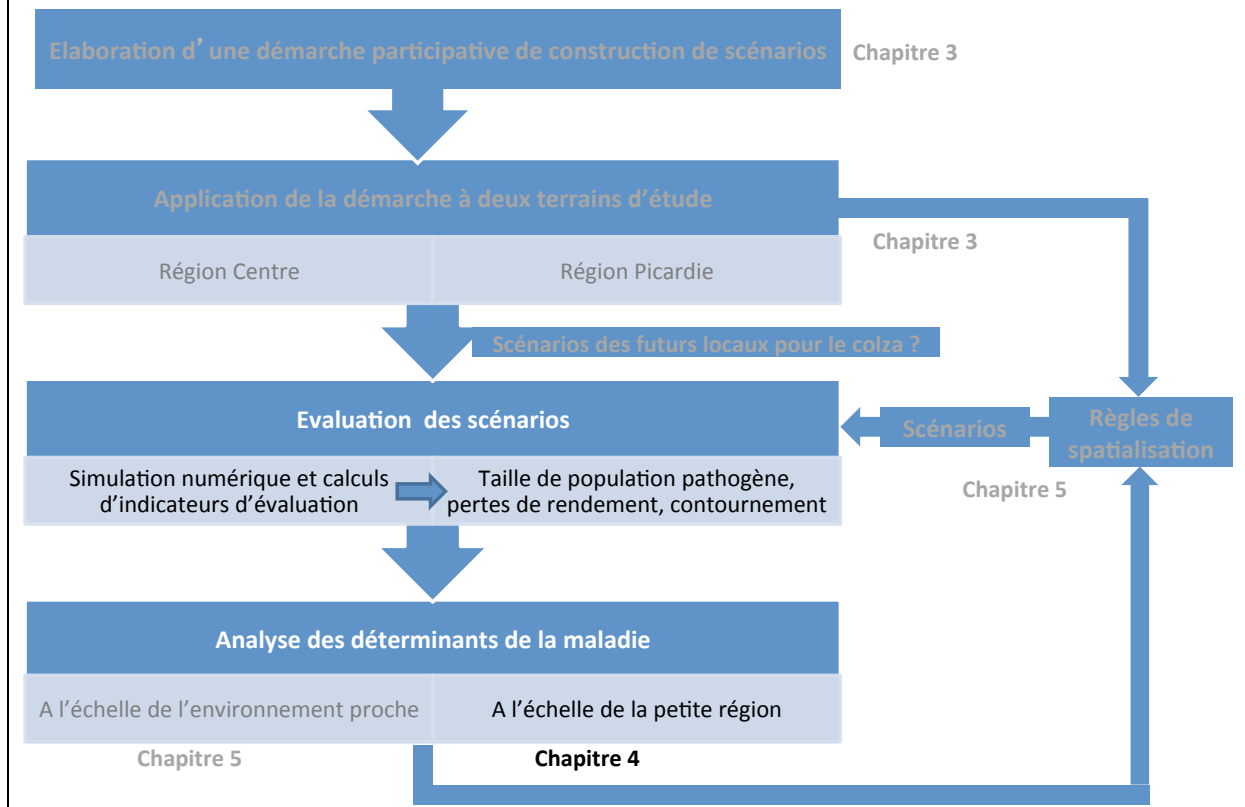 Elaboration d’ une démarche participative de construction de scénarios
Chapitre 3
Application de la démarche à deux terrains d’étude
Chapitre 3
Région Centre
Région Picardie
Scénarios des futurs locaux pour le colza ?
Evaluation des scénarios
Scénarios
Règles de
spatialisation
Simulation numérique et calculs
d’indicateurs d’évaluation
Taille de population pathogène,
pertes de rendement, contournement
Chapitre 5
Analyse des déterminants de la maladie
A l’échelle de l’environnement proche
A l’échelle de la petite région
Chapitre 5
Chapitre 4